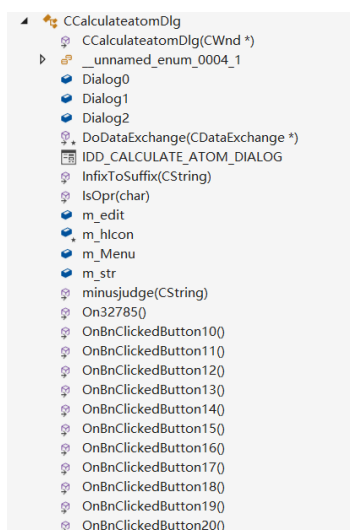 CCalculateatomDlg
CCalculateatomDlg(CWnd *)
__unnamed_enum_0004_1
Dialog0
Dialog1
Dialog2
DoDataExchange(CDataExchange *)
IDD_CALCULATE_ATOM_DIALOG
InfixToSuffix(CString)
IsOpr(char)
m_edit
m_hIcon
m_Menu
m_str
minusjudge(CString)
On32785()
OnBnClickedButton10()
OnBnClickedButton11()
OnBnClickedButton12()
OnBnClickedButton13()
OnBnClickedButton14()
OnBnClickedButton15()
OnBnClickedButton16()
OnBnClickedButton17()
OnBnClickedButton18()
OnBnClickedButton19()
OnBnClickedButton20()